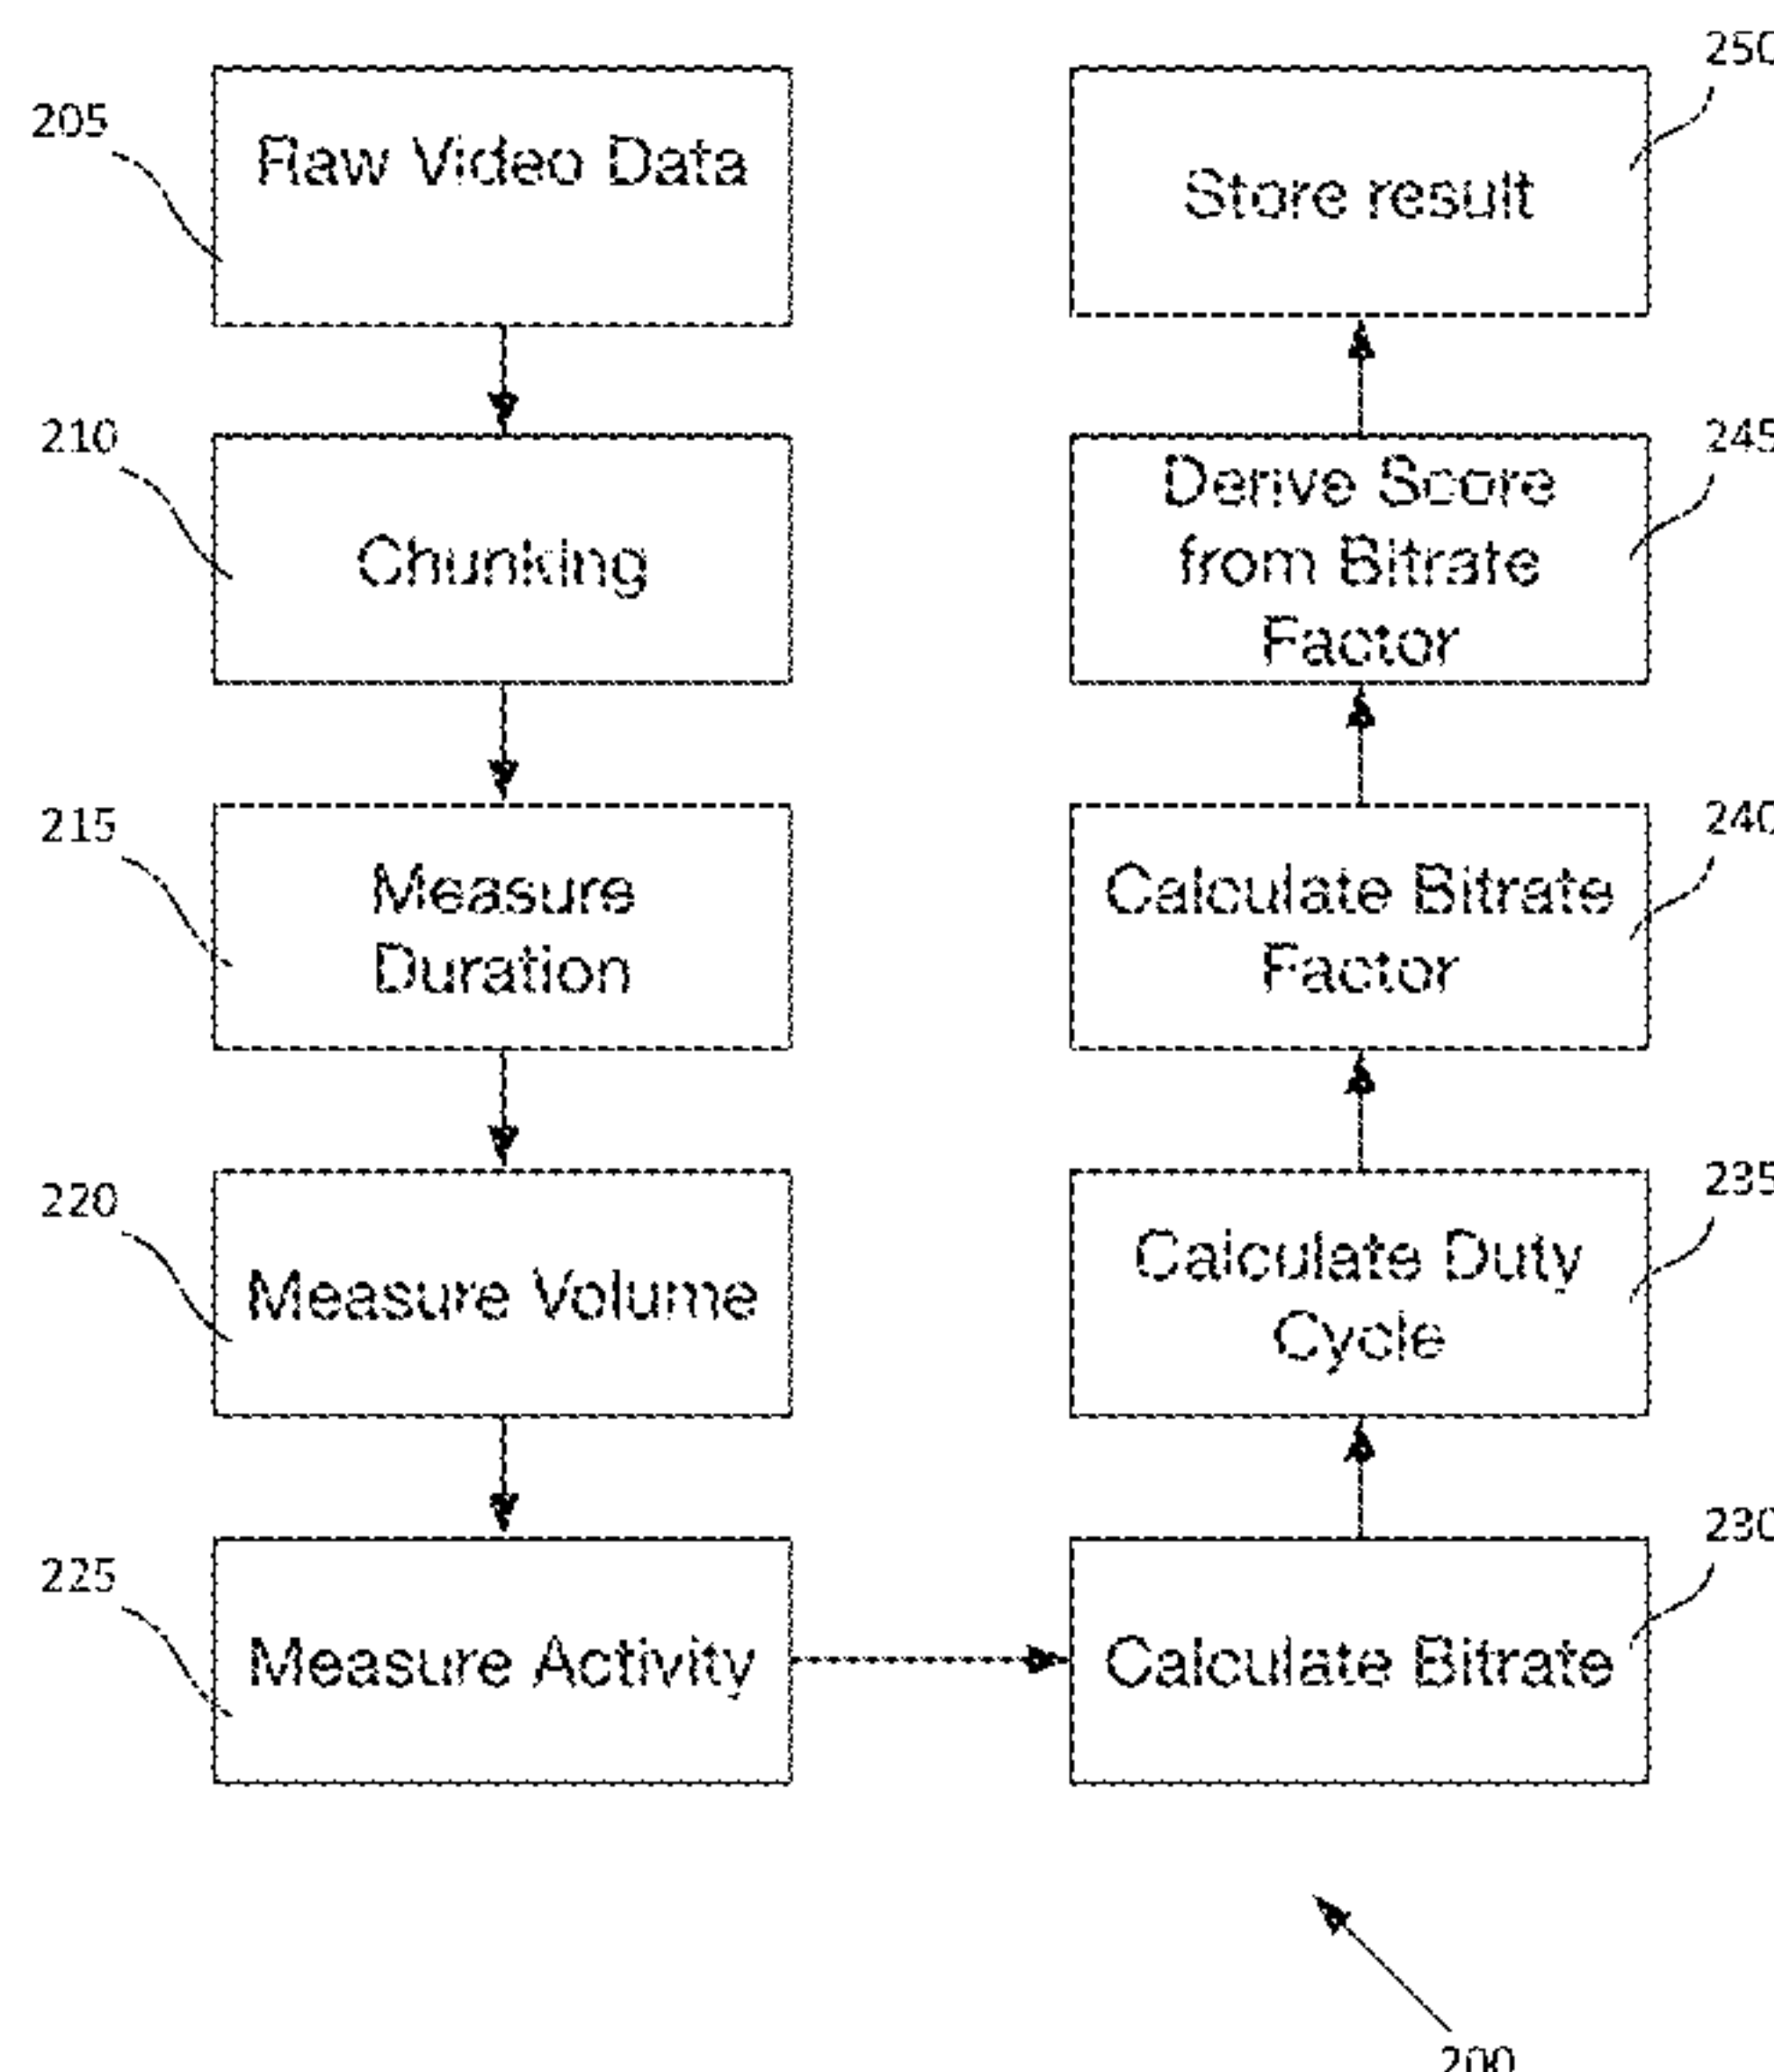 205
Raw Video Data
210
Chunking
215
Measure
Duration
220
Measure Volume
225
Measure Activity
230
Calculate Bitrate
235
Calculate Duty
Cycle
240
Calculate Bitrate
Factor
245
Derive Score
from Bitrate
Factor
250
Store result
200